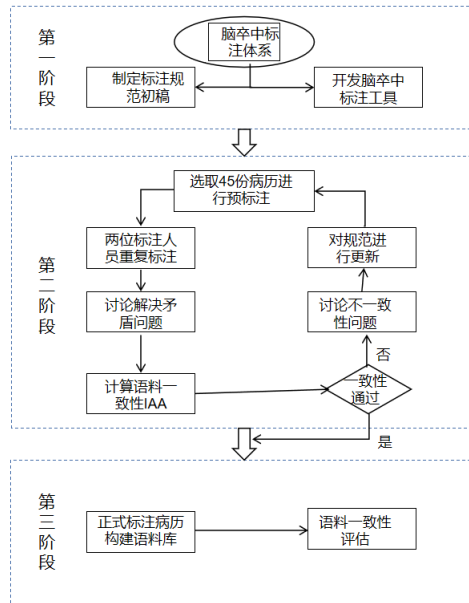 第一阶段
脑卒中标
注体系
制定标注规
范初稿
开发脑卒中
标注工具
第二阶段
选取45份病历进
行预标注
两位标注人
员重复标注
对规范进
行更新
讨论解决矛
盾问题
讨论不一致
性问题
否
计算语料一
致性IAA
一致性
通过
是
第三阶段
正式标注病历
构建语料库
语料一致性
评估